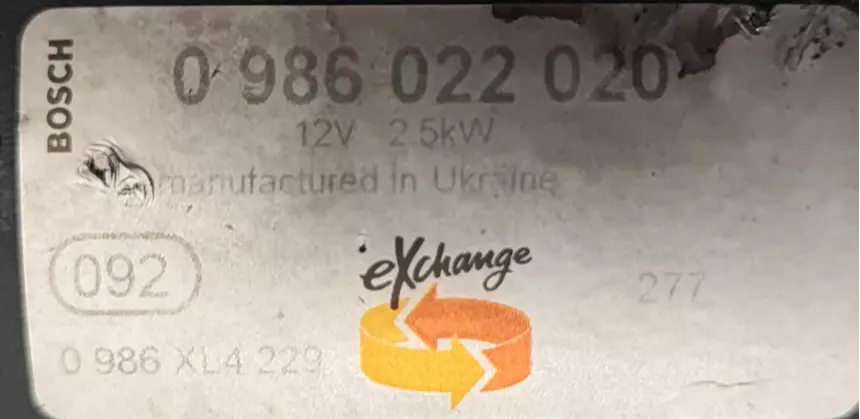 BOSCH
0 986 022 020
12V 2.5kW
manufactured in Ukraine
092
eXchange
277
0 986 XL4 229